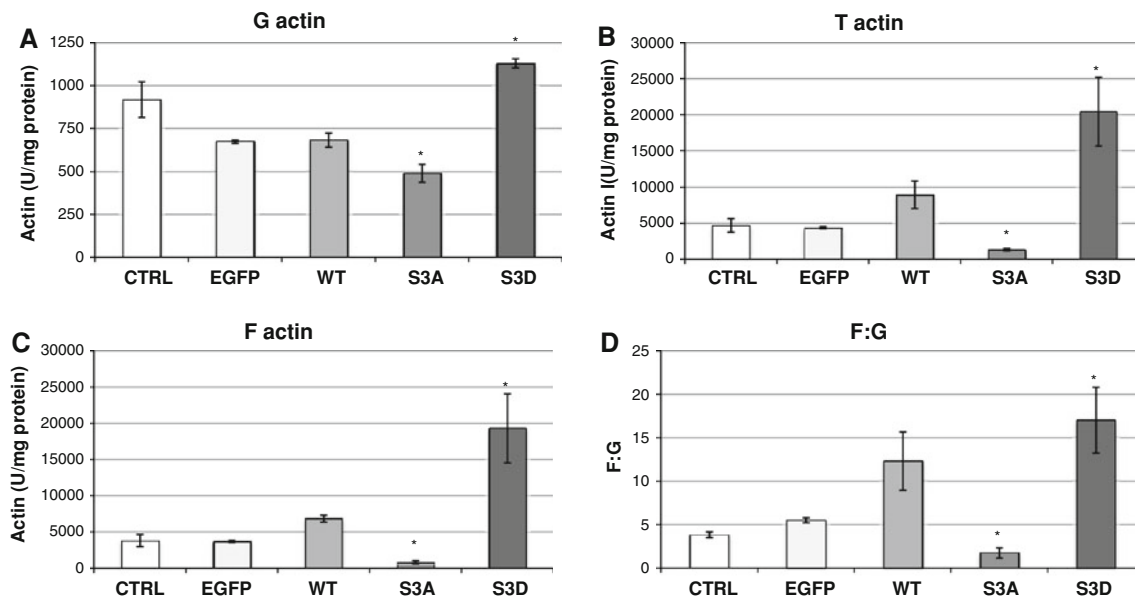 A
G actin
Actin (U/mg protein)
1250
1000
750
500
250
0
*
*
CTRL EGFP WT S3A S3D
B
T actin
Actin I(U/mg protein)
30000
25000
20000
15000
10000
5000
0
*
*
CTRL EGFP WT S3A S3D
C
F actin
Actin (U/mg protein)
30000
25000
20000
15000
10000
5000
0
*
*
CTRL EGFP WT S3A S3D
D
F:G
F:G
25
20
15
10
5
0
*
*
CTRL EGFP WT S3A S3D